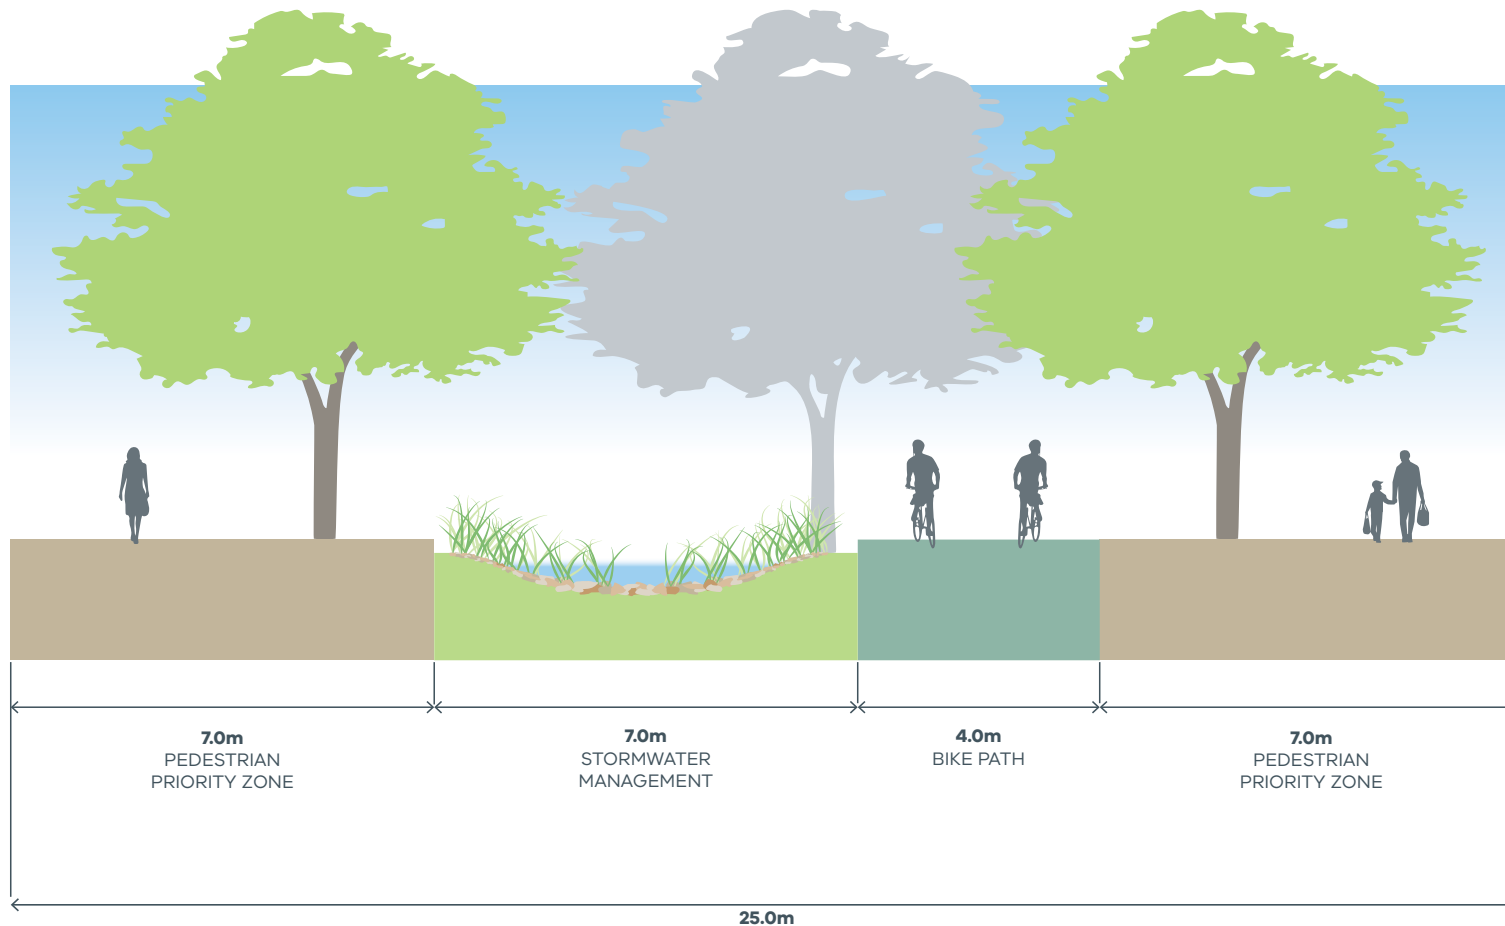 7.0m
PEDESTRIAN
PRIORITY ZONE
7.0m
STORMWATER
MANAGEMENT
4.0m
BIKE PATH
7.0m
PEDESTRIAN
PRIORITY ZONE
25.0m